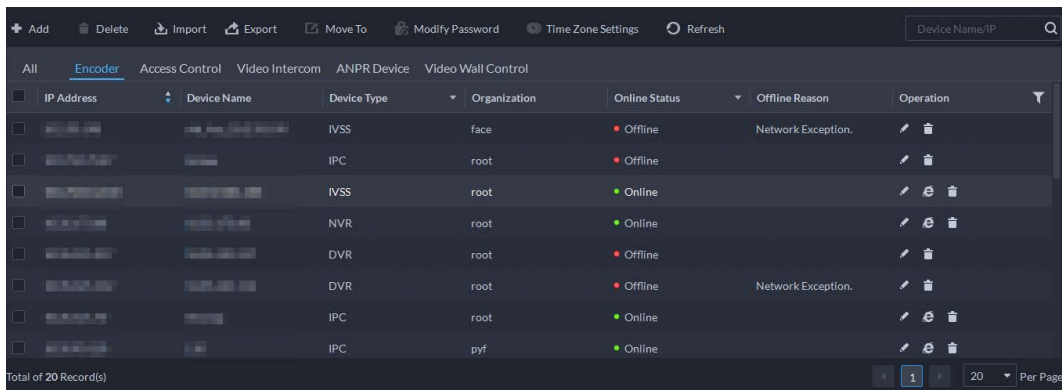 Add Delete Import Export Move To Modify Password Time Zone Settings Refresh Device Name/IP
All Encoder Access Control Video Intercom ANPR Device Video Wall Control
IP Address Device Name Device Type Organization Online Status Offline Reason Operation
IVSS face Offline Network Exception.
IPC root Offline
IVSS root Online
NVR root Online
DVR root Offline
DVR root Offline Network Exception.
IPC root Online
IPC pyf Online
Total of 20 Record(s) 1 20 Per Page